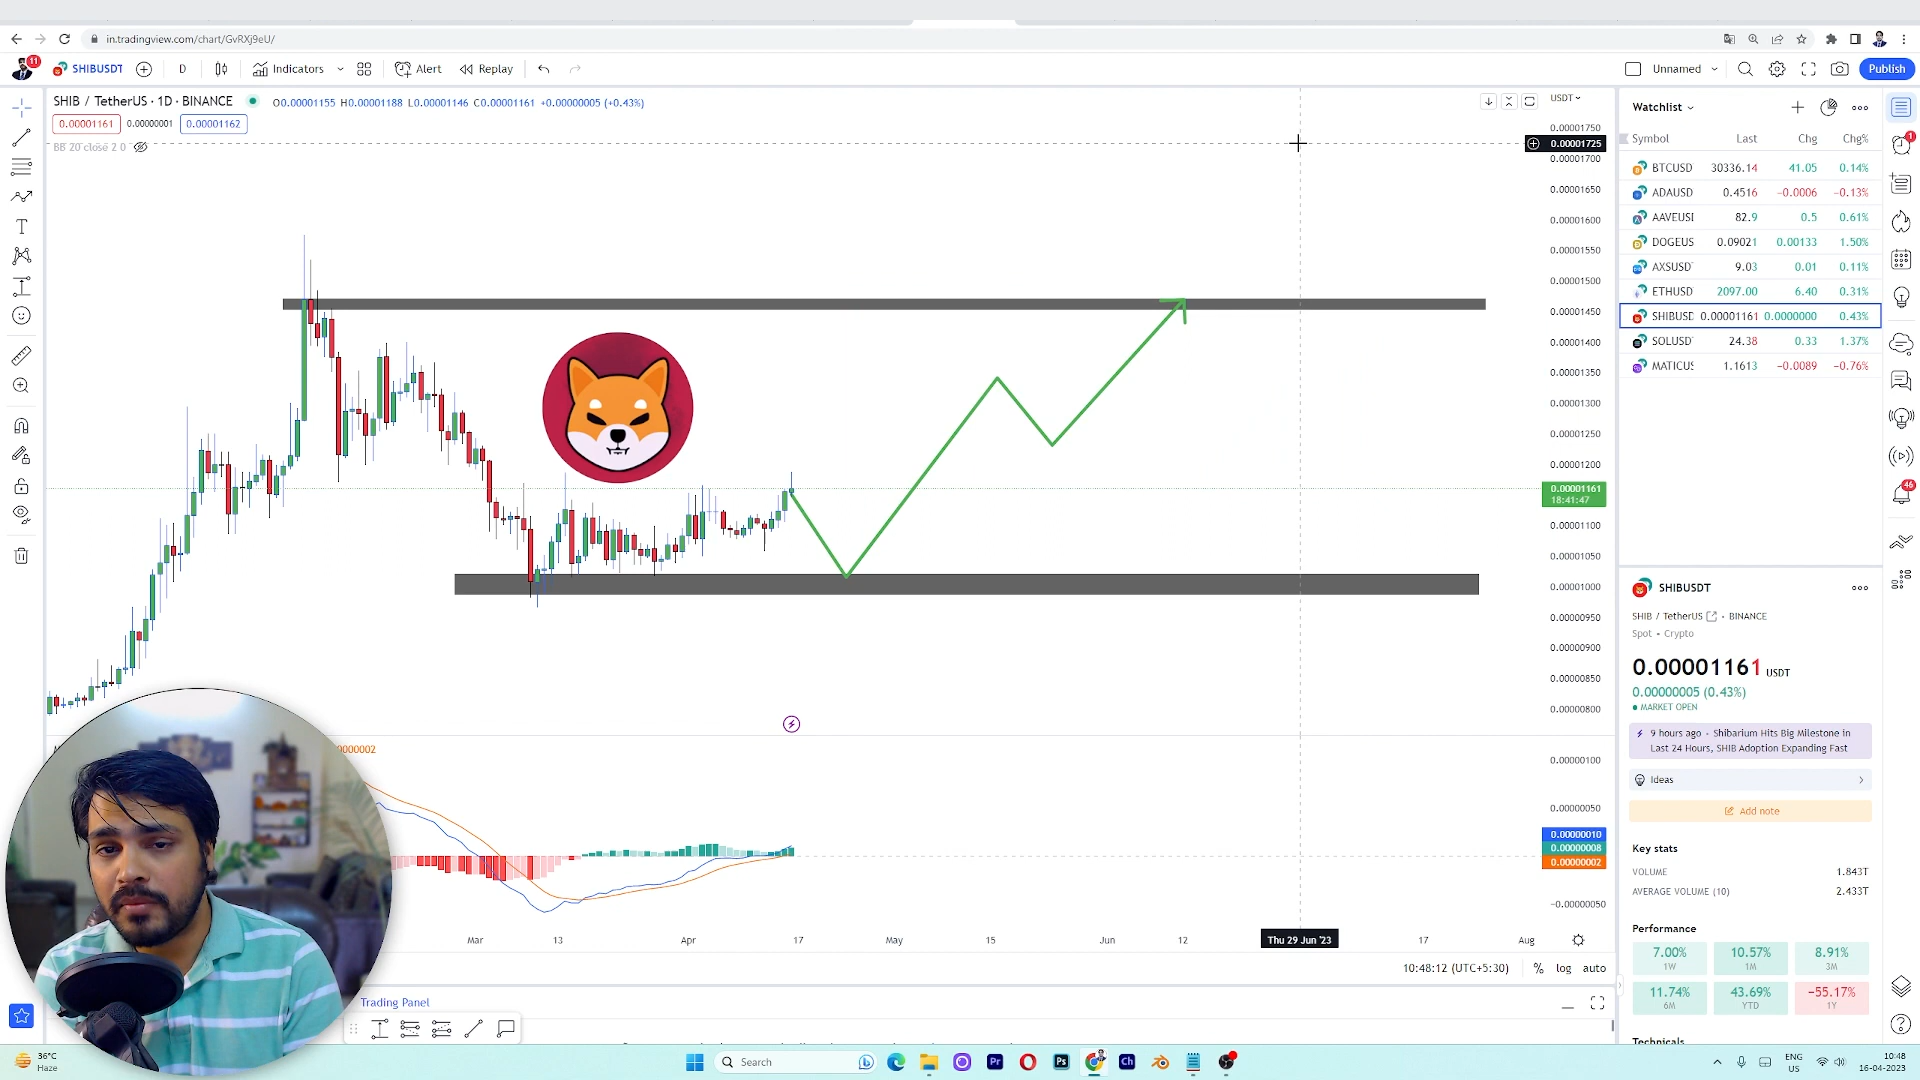 in.tradingview.com/chart/GvRXj9eU/
11
SHIBUSDT
D
Indicators
Alert
Replay
Unnamed
Publish
SHIB / TetherUS · 1D · BINANCE
O0.00001155 H0.00001188 L0.00001146 C0.00001161 +0.00000005 (+0.43%)
0.00001161 0.00000001 0.00001162
BB 20 close 2 0
USDT
0.00001750
0.00001725
0.00001700
0.00001650
0.00001600
0.00001550
0.00001500
0.00001450
0.00001400
0.00001350
0.00001300
0.00001250
0.00001200
0.00001161
18:41:47
0.00001100
0.00001050
0.00001000
0.00000950
0.00000900
0.00000850
0.00000800
0.00000100
0.00000050
0.00000010
0.00000008
0.00000002
−0.00000050
Mar 13 Apr 17 May 15 Jun 12 Thu 29 Jun '23 17 Aug
10:48:12 (UTC+5:30) % log auto
Trading Panel
Watchlist
Symbol Last Chg Chg%
BTCUSD 30336.14 41.05 0.14%
ADAUSD 0.4516 −0.0006 −0.13%
AAVEUSI 82.9 0.5 0.61%
DOGEUS 0.09021 0.00133 1.50%
AXSUSD 9.03 0.01 0.11%
ETHUSD 2097.00 6.40 0.31%
SHIBUSD 0.00001161 0.0000000 0.43%
SOLUSD 24.38 0.33 1.37%
MATICUS 1.1613 −0.0089 −0.76%
1
46
SHIBUSDT
SHIB / TetherUS • BINANCE
Spot • Crypto
0.00001161 USDT
0.00000005 (0.43%)
MARKET OPEN
9 hours ago · Shibarium Hits Big Milestone in
Last 24 Hours, SHIB Adoption Expanding Fast
Ideas
Add note
Key stats
VOLUME 1.843T
AVERAGE VOLUME (10) 2.433T
Performance
7.00% 10.57% 8.91%
1W 1M 3M
11.74% 43.69% −55.17%
6M YTD 1Y
Technicals
36°C
Haze
Search
Pr
Ps
Ch
ENG
US
10:48
16-04-2023